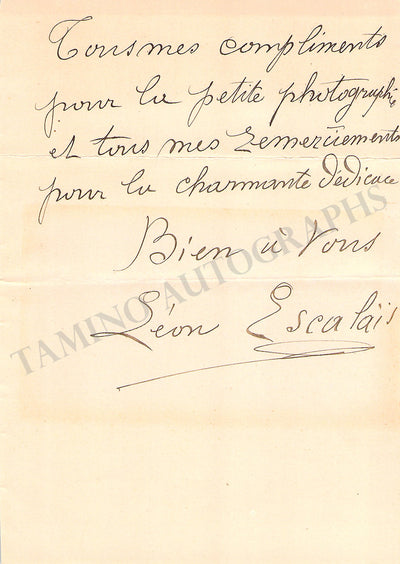 Tous mes compliments
pour la petite photographie
et tous mes remerciements
pour la charmante dédicace
Bien à vous
Léon Escalaïs
TAMINO AUTOGRAPHS